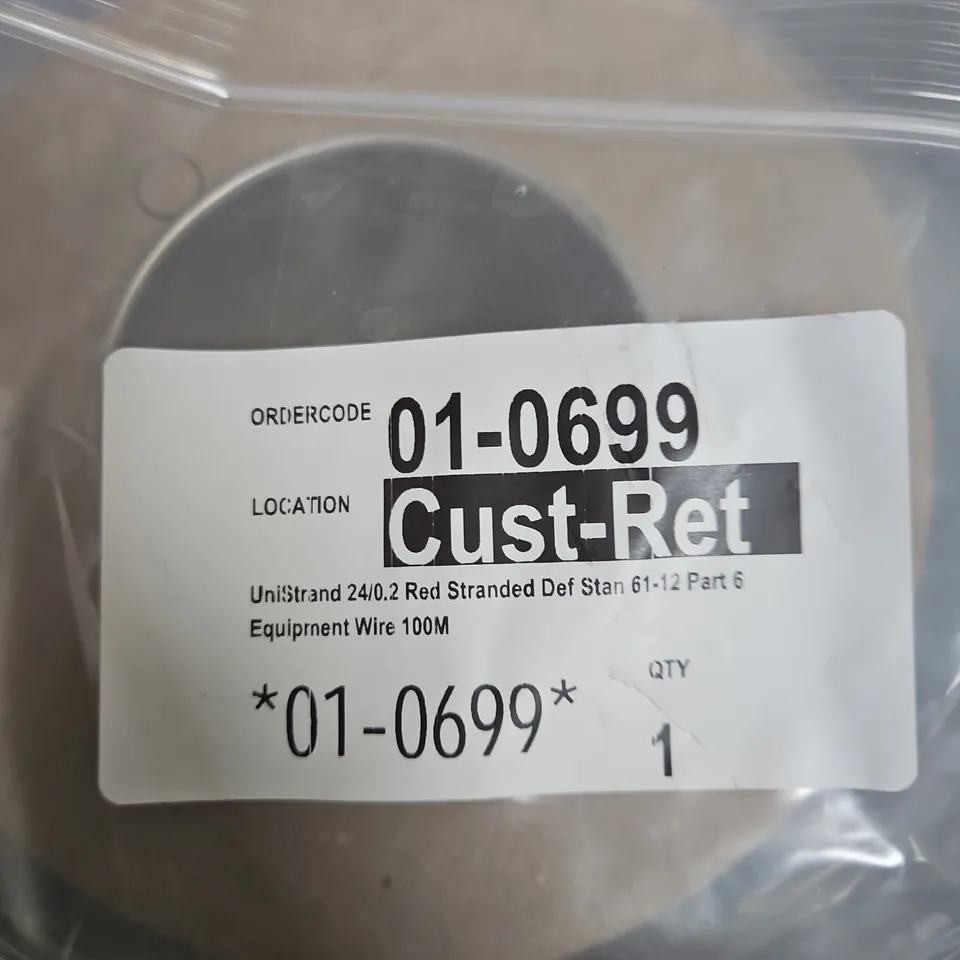 ORDERCODE 01-0699
LOCATION Cust-Ret
UniStrand 24/0.2 Red Stranded Def Stan 61-12 Part 6
Equipment Wire 100M
QTY
*01-0699* 1